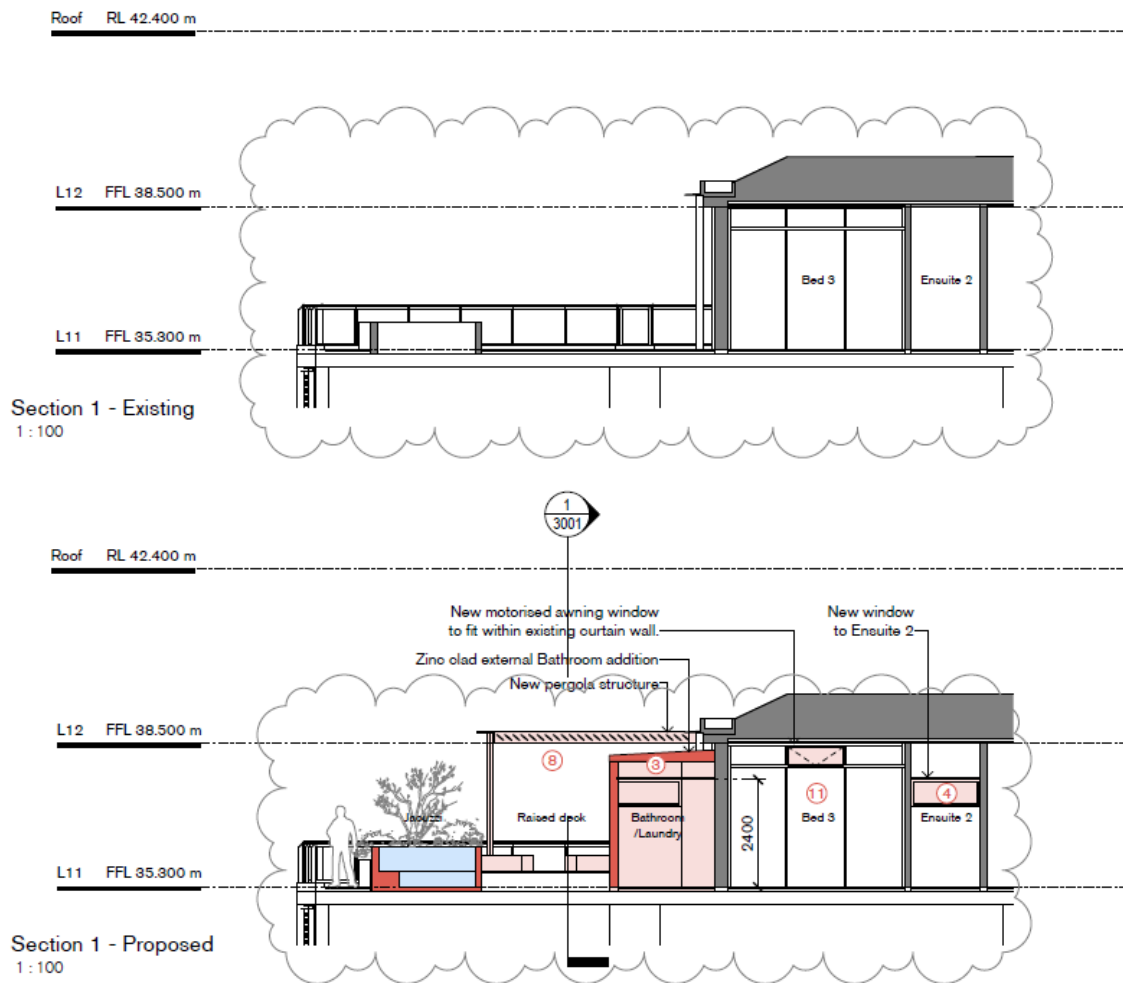 Roof RL 42.400 m
L12 FFL 38.500 m
Bed 3 Ensuite 2
L11 FFL 35.300 m
Section 1 - Existing
1 : 100
1
3001
Roof RL 42.400 m
New motorised awning window
to fit within existing curtain wall.
New window
to Ensuite 2
Zinc clad external Bathroom addition
New pergola structure
L12 FFL 38.500 m
8
3
11
4
Jacuzzi
Raised deck
Bathroom
/Laundry
2400
Bed 3
Ensuite 2
L11 FFL 35.300 m
Section 1 - Proposed
1 : 100